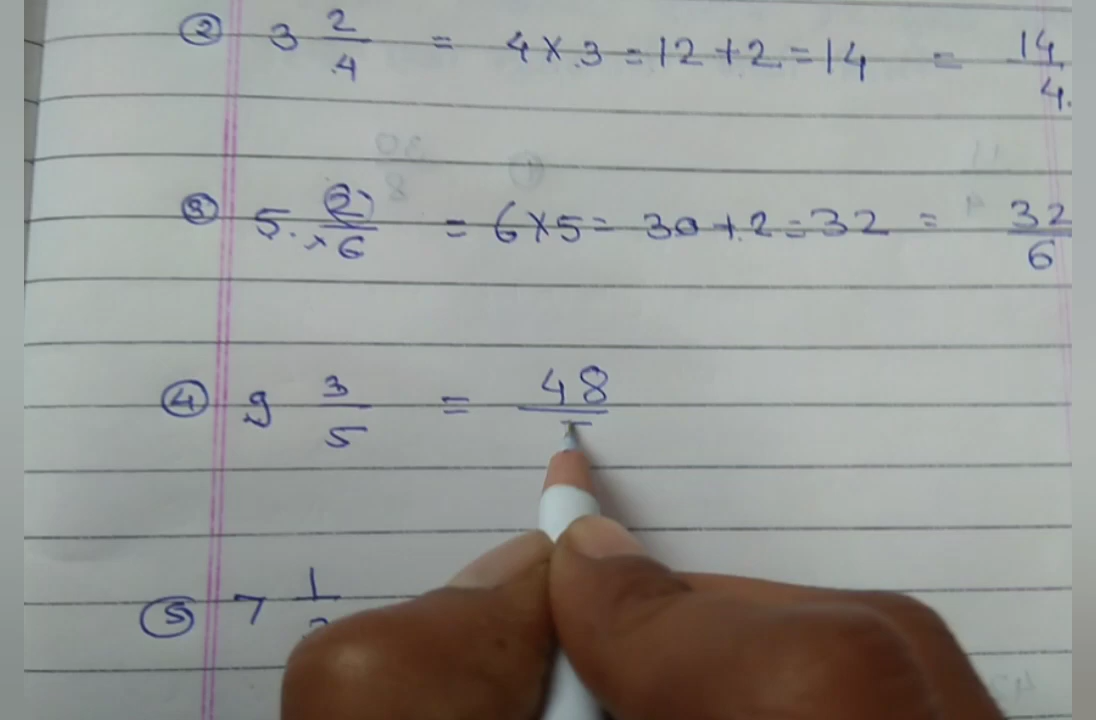 ② 3 2/4 = 4×3=12+2=14 = 14/4.
③ 5. 2/×6 = 6×5= 30+2=32 = 32/6
④ 9 3/5 = 48/
⑤ 7 1/